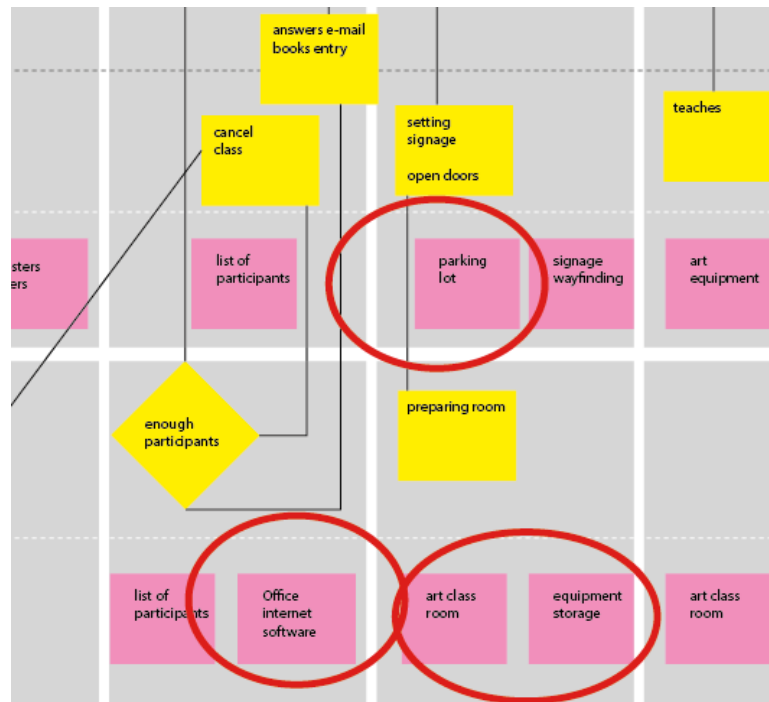 answers e-mail
books entry
cancel
class
setting
signage
open doors
teaches
sters
ers
list of
participants
parking
lot
signage
wayfinding
art
equipment
enough
participants
preparing room
list of
participants
Office
internet
software
art class
room
equipment
storage
art class
room